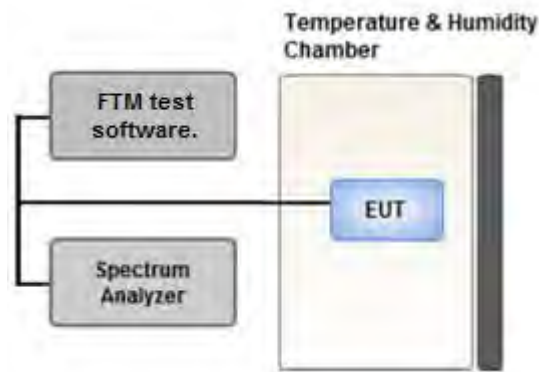 Temperature & Humidity
Chamber
FTM test
software.
EUT
Spectrum
Analyzer